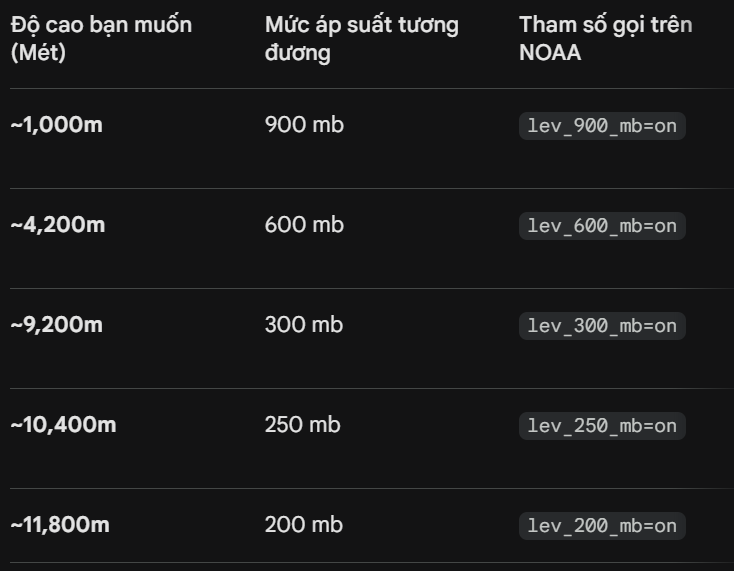 Độ cao bạn muốn (Mét) Mức áp suất tương đương Tham số gọi trên NOAA
~1,000m 900 mb lev_900_mb=on
~4,200m 600 mb lev_600_mb=on
~9,200m 300 mb lev_300_mb=on
~10,400m 250 mb lev_250_mb=on
~11,800m 200 mb lev_200_mb=on